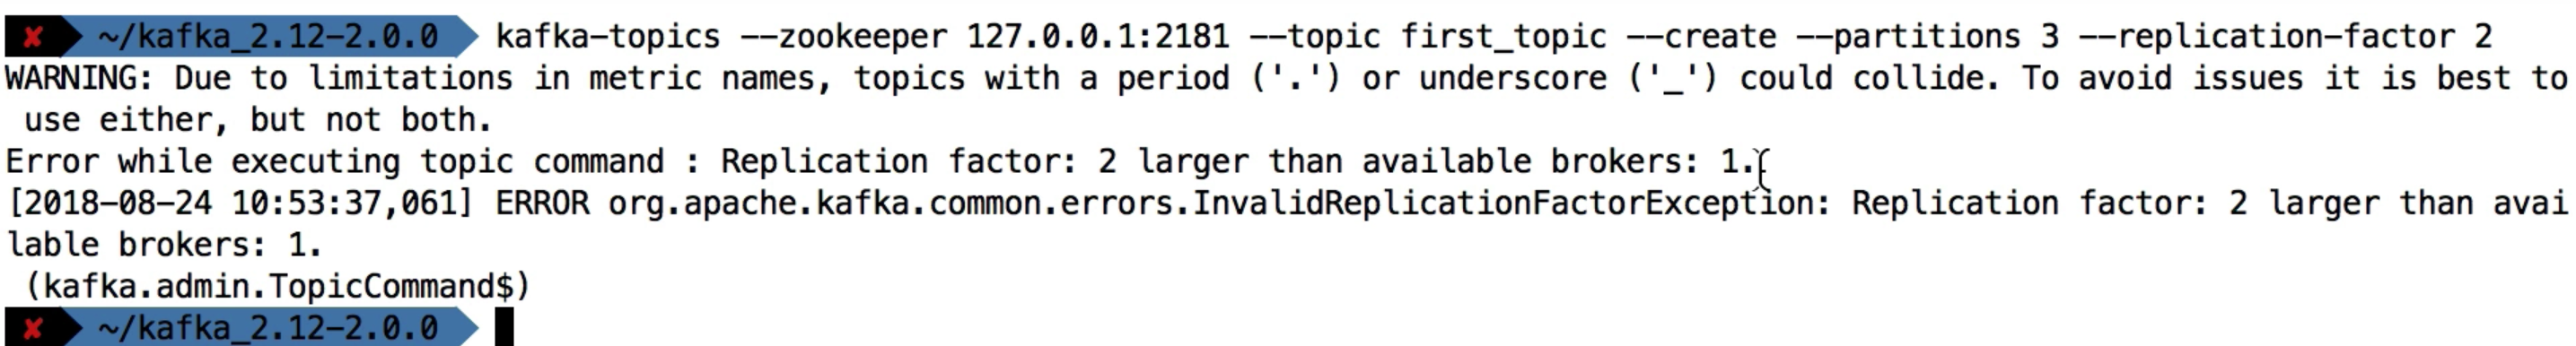 ✘ ~/kafka_2.12-2.0.0 kafka-topics --zookeeper 127.0.0.1:2181 --topic first_topic --create --partitions 3 --replication-factor 2
WARNING: Due to limitations in metric names, topics with a period ('.') or underscore ('_') could collide. To avoid issues it is best to
 use either, but not both.
Error while executing topic command : Replication factor: 2 larger than available brokers: 1.
[2018-08-24 10:53:37,061] ERROR org.apache.kafka.common.errors.InvalidReplicationFactorException: Replication factor: 2 larger than avai
lable brokers: 1.
 (kafka.admin.TopicCommand$)
✘ ~/kafka_2.12-2.0.0